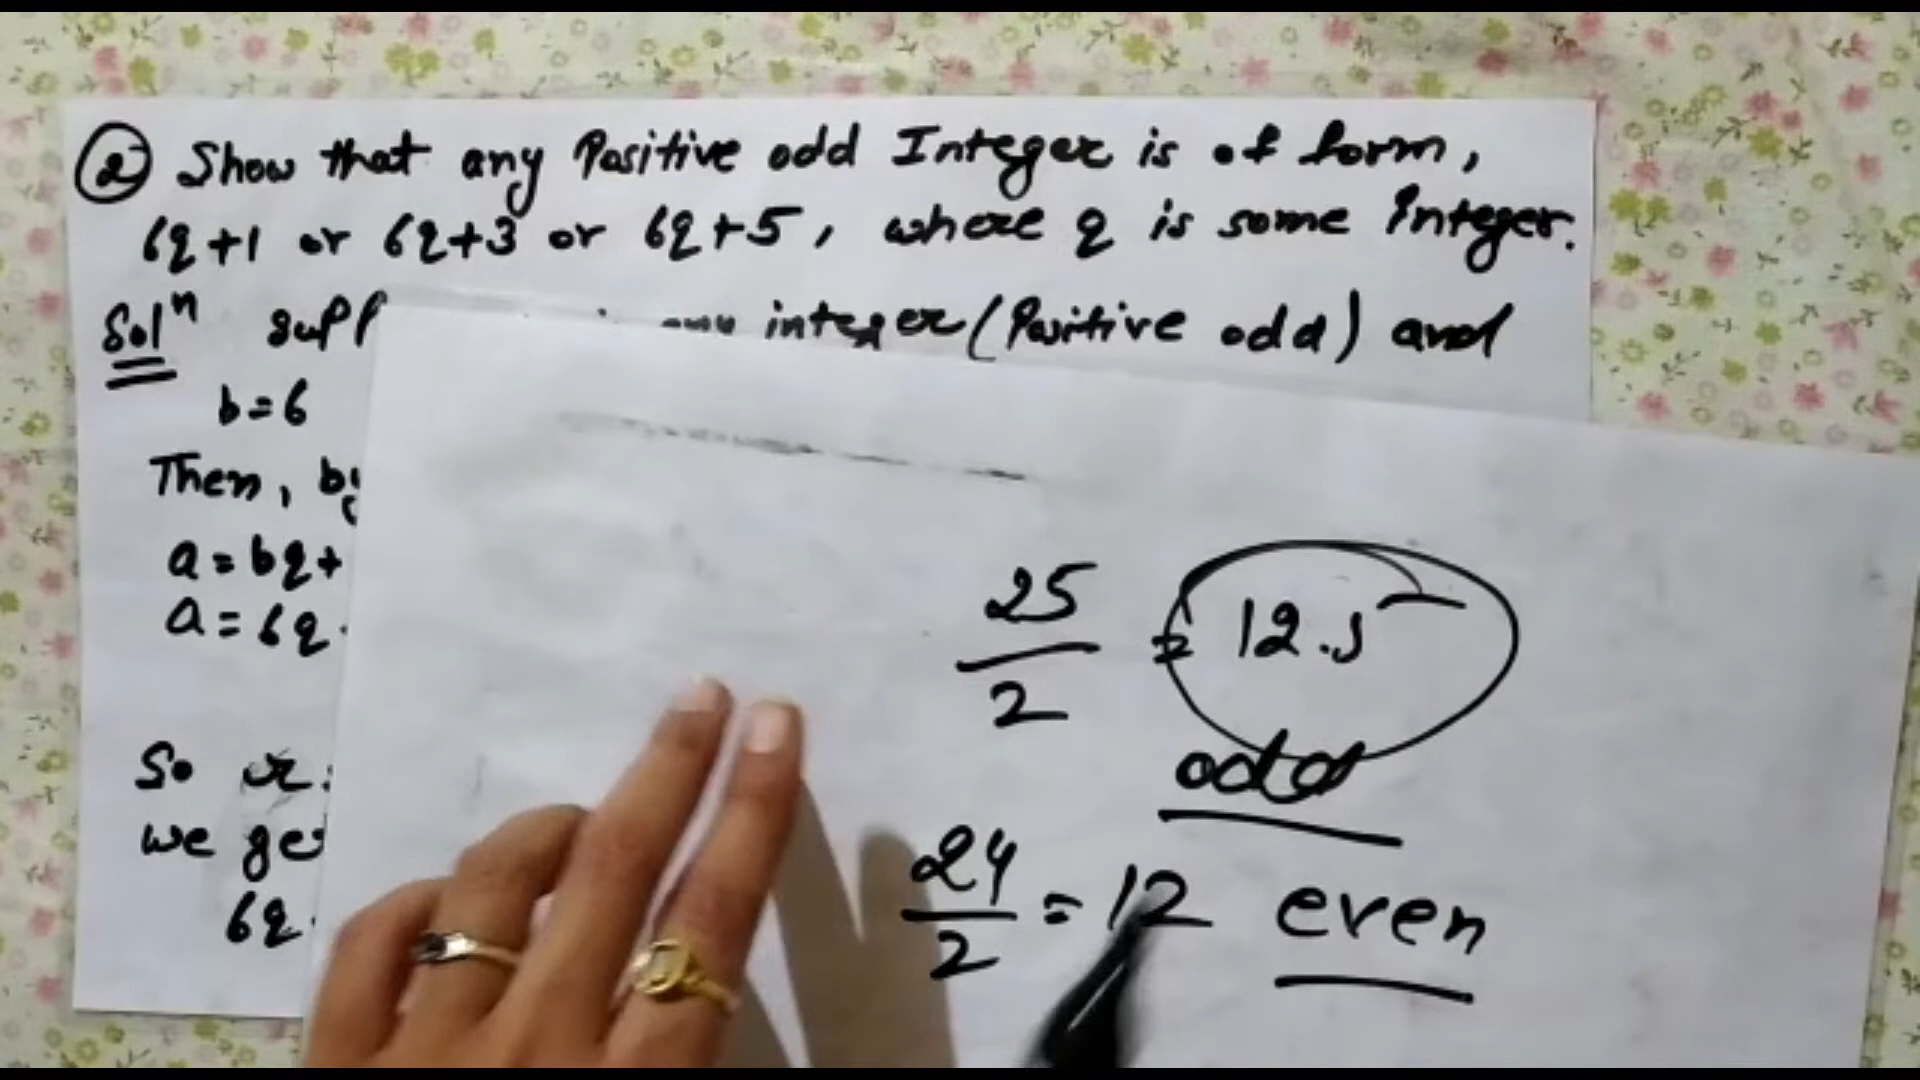 ② Show that any Positive odd Integer is of form,
6q+1 or 6q+3 or 6q+5, where q is some Integer.
Solⁿ integer (Positive odd) and
b=6
Then,
a=bq+
a=6q
So
we
6q
25/2 = 12.5
odd
24/2 = 12 even